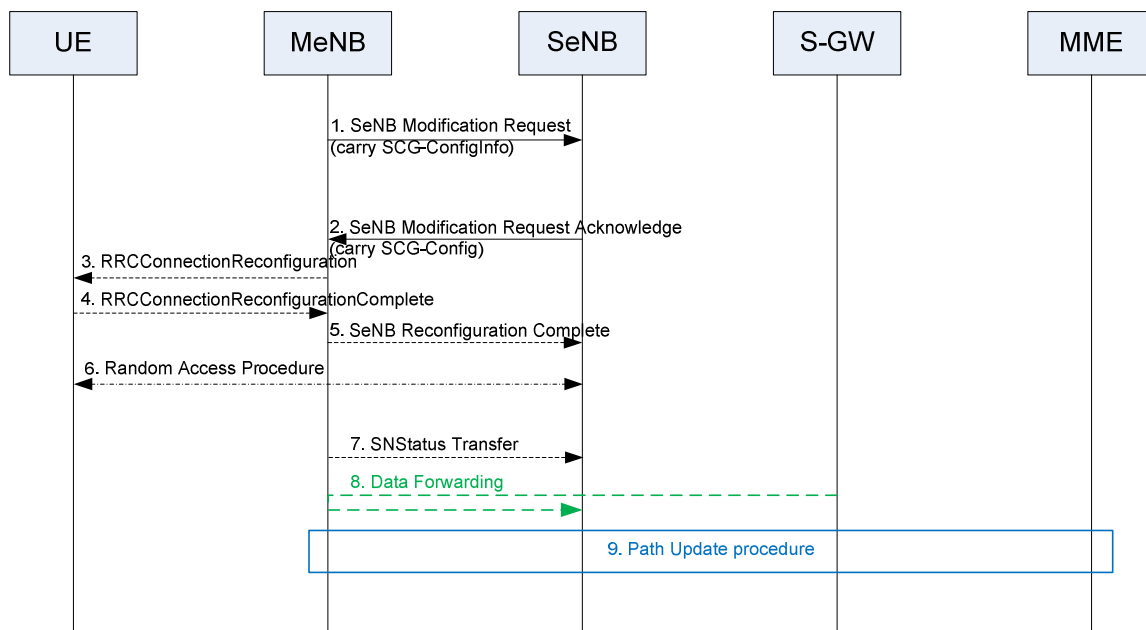 UE
MeNB
SeNB
S-GW
MME
1. SeNB Modification Request
(carry SCG-ConfigInfo)
2. SeNB Modification Request Acknowledge
(carry SCG-Config)
3. RRCConnectionReconfiguration
4. RRCConnectionReconfigurationComplete
5. SeNB Reconfiguration Complete
6. Random Access Procedure
7. SNStatus Transfer
8. Data Forwarding
9. Path Update procedure